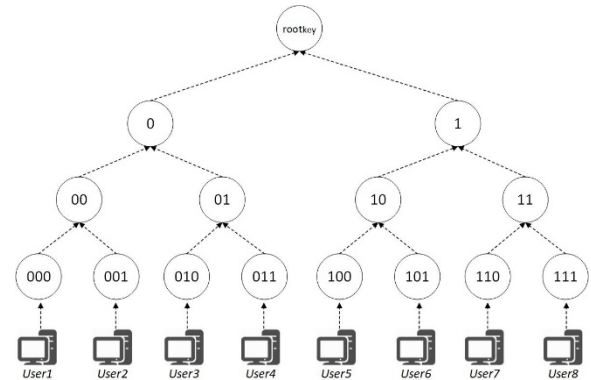 rootkey
0 1
00 01 10 11
000 001 010 011 100 101 110 111
User1 User2 User3 User4 User5 User6 User7 User8